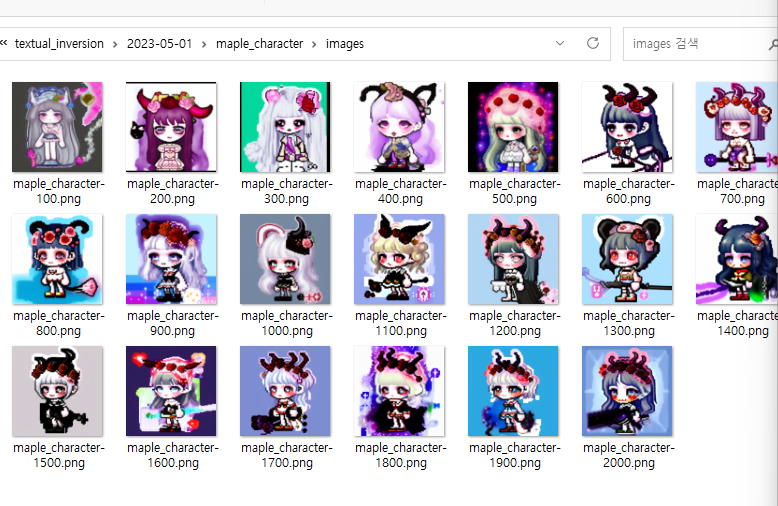 « textual_inversion › 2023-05-01 › maple_character › images
images 검색
maple_character-100.png
maple_character-200.png
maple_character-300.png
maple_character-400.png
maple_character-500.png
maple_character-600.png
maple_character-700.png
maple_character-800.png
maple_character-900.png
maple_character-1000.png
maple_character-1100.png
maple_character-1200.png
maple_character-1300.png
maple_character-1400.png
maple_character-1500.png
maple_character-1600.png
maple_character-1700.png
maple_character-1800.png
maple_character-1900.png
maple_character-2000.png